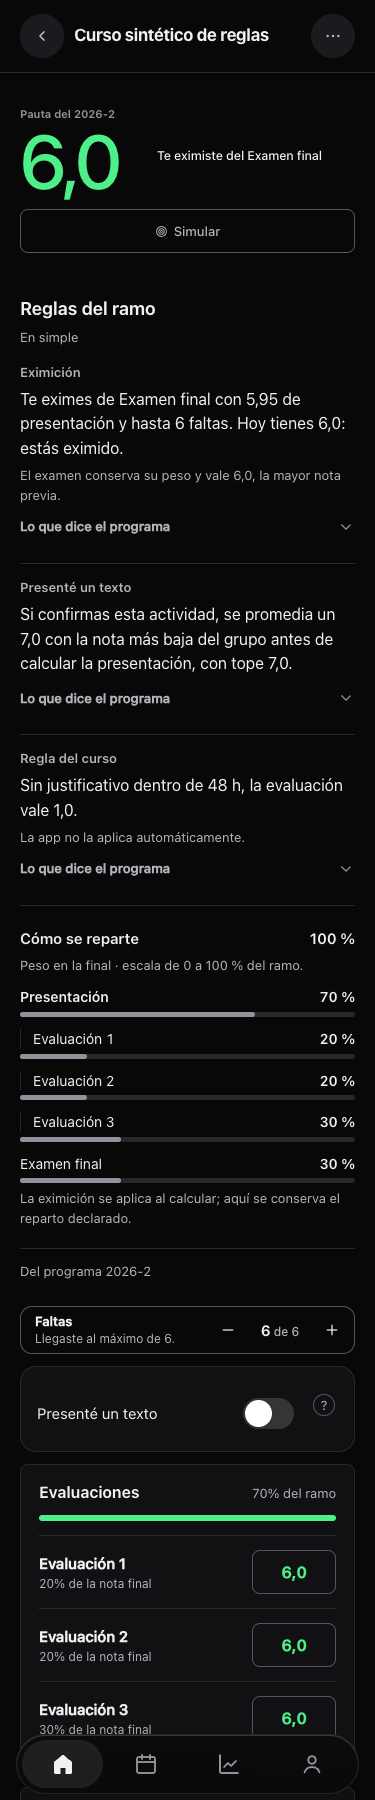 Curso sintético de reglas
Pauta del 2026-2
6,0
Te eximiste del Examen final
Simular
Reglas del ramo
En simple
Eximición
Te eximes de Examen final con 5,95 de
presentación y hasta 6 faltas. Hoy tienes 6,0:
estás eximido.
El examen conserva su peso y vale 6,0, la mayor nota
previa.
Lo que dice el programa
Presenté un texto
Si confirmas esta actividad, se promedia un
7,0 con la nota más baja del grupo antes de
calcular la presentación, con tope 7,0.
Lo que dice el programa
Regla del curso
Sin justificativo dentro de 48 h, la evaluación
vale 1,0.
La app no la aplica automáticamente.
Lo que dice el programa
Cómo se reparte 100 %
Peso en la final · escala de 0 a 100 % del ramo.
Presentación 70 %
Evaluación 1 20 %
Evaluación 2 20 %
Evaluación 3 30 %
Examen final 30 %
La eximición se aplica al calcular; aquí se conserva el
reparto declarado.
Del programa 2026-2
Faltas
Llegaste al máximo de 6.
− 6 de 6 +
Presenté un texto ?
Evaluaciones 70% del ramo
Evaluación 1
20% de la nota final
6,0
Evaluación 2
20% de la nota final
6,0
Evaluación 3
30% de la nota final
6,0